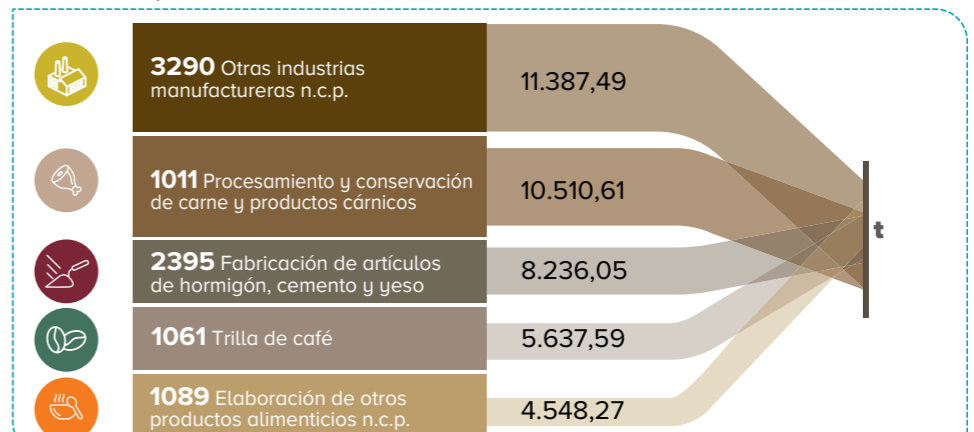 3290 Otras industrias
manufactureras n.c.p.
11.387,49
1011 Procesamiento y conservación
de carne y productos cárnicos
10.510,61
2395 Fabricación de artículos
de hormigón, cemento y yeso
8.236,05
1061 Trilla de café
5.637,59
1089 Elaboración de otros
productos alimenticios n.c.p.
4.548,27
t